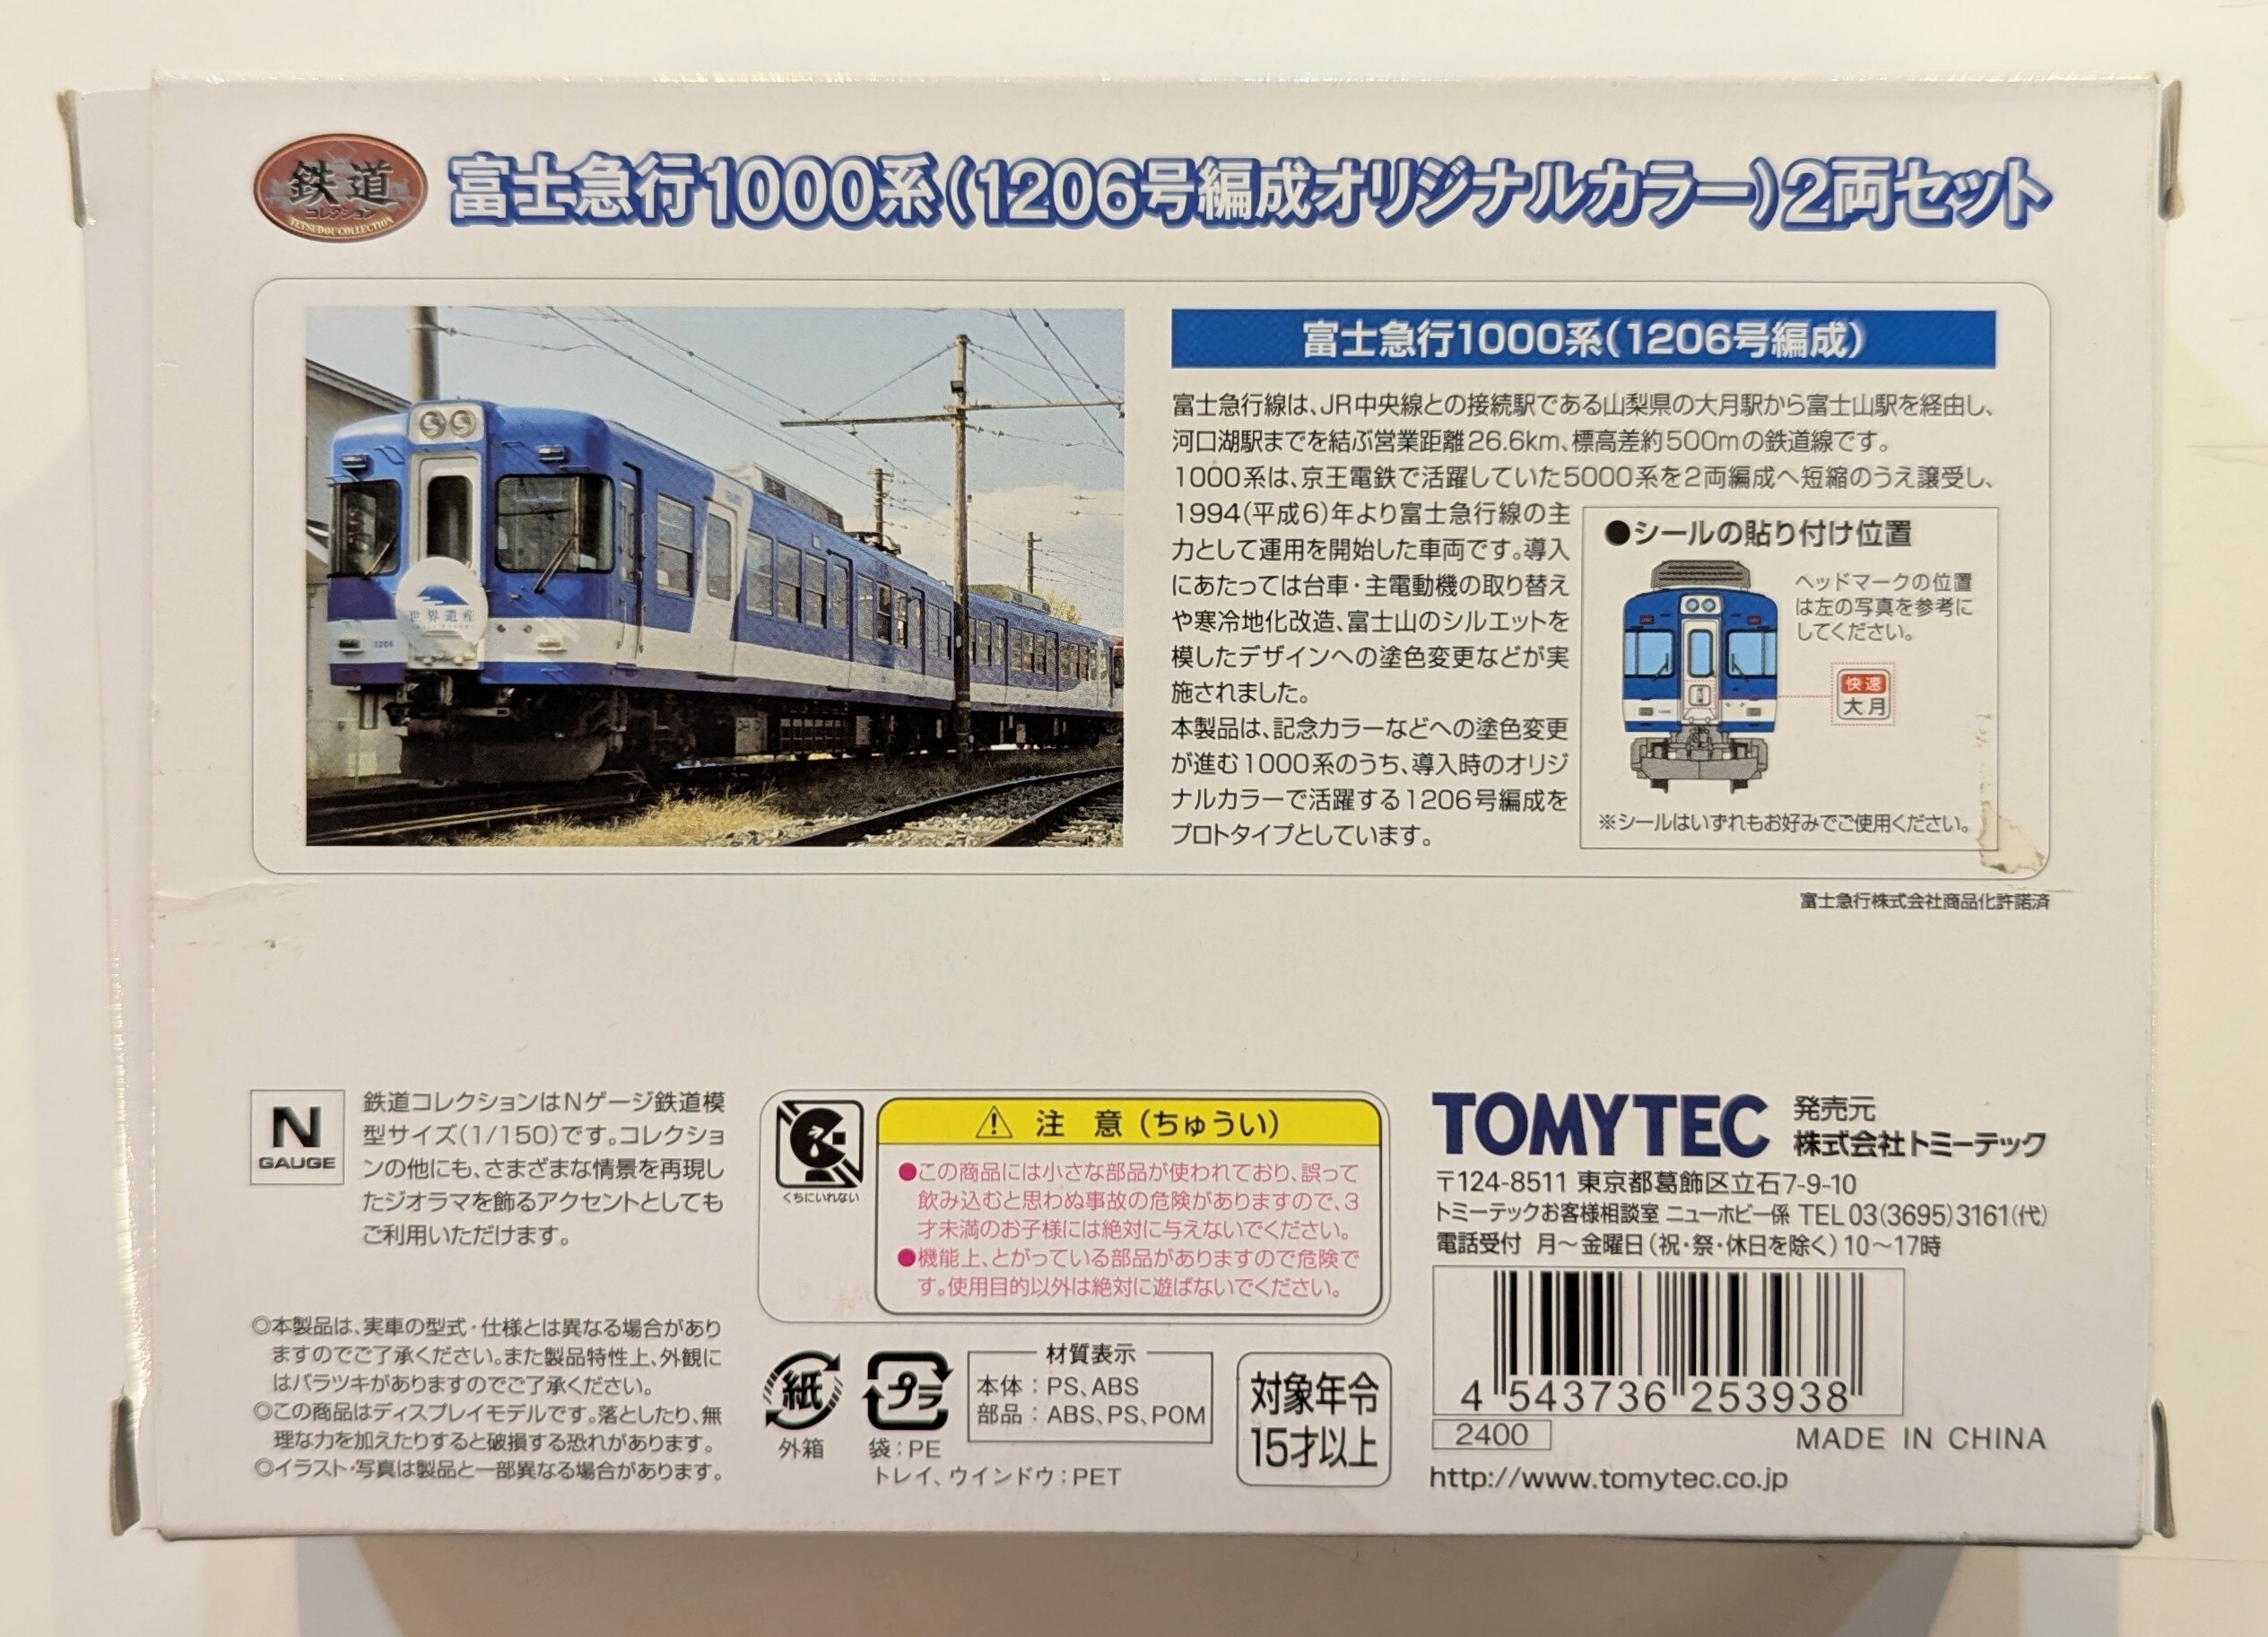 鉄道
コレクション
TETSUDOU COLLECTION
富士急行1000系(1206号編成オリジナルカラー)2両セット
世界遺産
1206
富士急行1000系(1206号編成)
富士急行線は、JR中央線との接続駅である山梨県の大月駅から富士山駅を経由し、
河口湖駅までを結ぶ営業距離26.6km、標高差約500mの鉄道線です。
1000系は、京王電鉄で活躍していた5000系を2両編成へ短縮のうえ譲受し、
1994(平成6)年より富士急行線の主
力として運用を開始した車両です。導入
にあたっては台車・主電動機の取り替え
や寒冷地化改造、富士山のシルエットを
模したデザインへの塗色変更などが実
施されました。
本製品は、記念カラーなどへの塗色変更
が進む1000系のうち、導入時のオリジ
ナルカラーで活躍する1206号編成を
プロトタイプとしています。
●シールの貼り付け位置
ヘッドマークの位置
は左の写真を参考に
してください。
快速
大月
※シールはいずれもお好みでご使用ください。
富士急行株式会社商品化許諾済
N
GAUGE
鉄道コレクションはNゲージ鉄道模
型サイズ(1/150)です。コレクショ
ンの他にも、さまざまな情景を再現し
たジオラマを飾るアクセントとしても
ご利用いただけます。
◎本製品は、実車の型式・仕様とは異なる場合があり
ますのでご了承ください。また製品特性上、外観に
はバラツキがありますのでご了承ください。
◎この商品はディスプレイモデルです。落としたり、無
理な力を加えたりすると破損する恐れがあります。
◎イラスト・写真は製品と一部異なる場合があります。
くちにいれない
⚠ 注 意(ちゅうい)
●この商品には小さな部品が使われており、誤って
飲み込むと思わぬ事故の危険がありますので、3
才未満のお子様には絶対に与えないでください。
●機能上、とがっている部品がありますので危険で
す。使用目的以外は絶対に遊ばないでください。
紙
外箱
プラ
袋:PE
トレイ、ウインドウ:PET
材質表示
本体:PS、ABS
部品:ABS、PS、POM
対象年令
15才以上
TOMYTEC
発売元
株式会社トミーテック
〒124-8511 東京都葛飾区立石7-9-10
トミーテックお客様相談室 ニューホビー係 TEL 03(3695)3161(代)
電話受付 月〜金曜日(祝・祭・休日を除く)10〜17時
4 543736 253938
2400
MADE IN CHINA
http://www.tomytec.co.jp